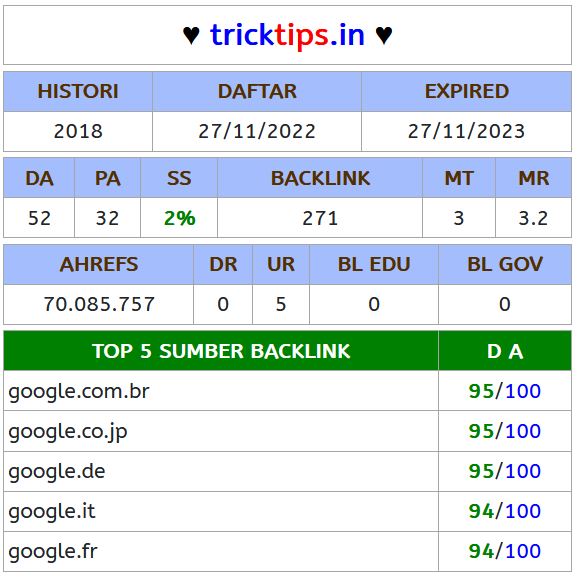 ♥ tricktips.in ♥
HISTORI DAFTAR EXPIRED
2018 27/11/2022 27/11/2023
DA PA SS BACKLINK MT MR
52 32 2% 271 3 3.2
AHREFS DR UR BL EDU BL GOV
70.085.757 0 5 0 0
TOP 5 SUMBER BACKLINK D A
google.com.br 95/100
google.co.jp 95/100
google.de 95/100
google.it 94/100
google.fr 94/100